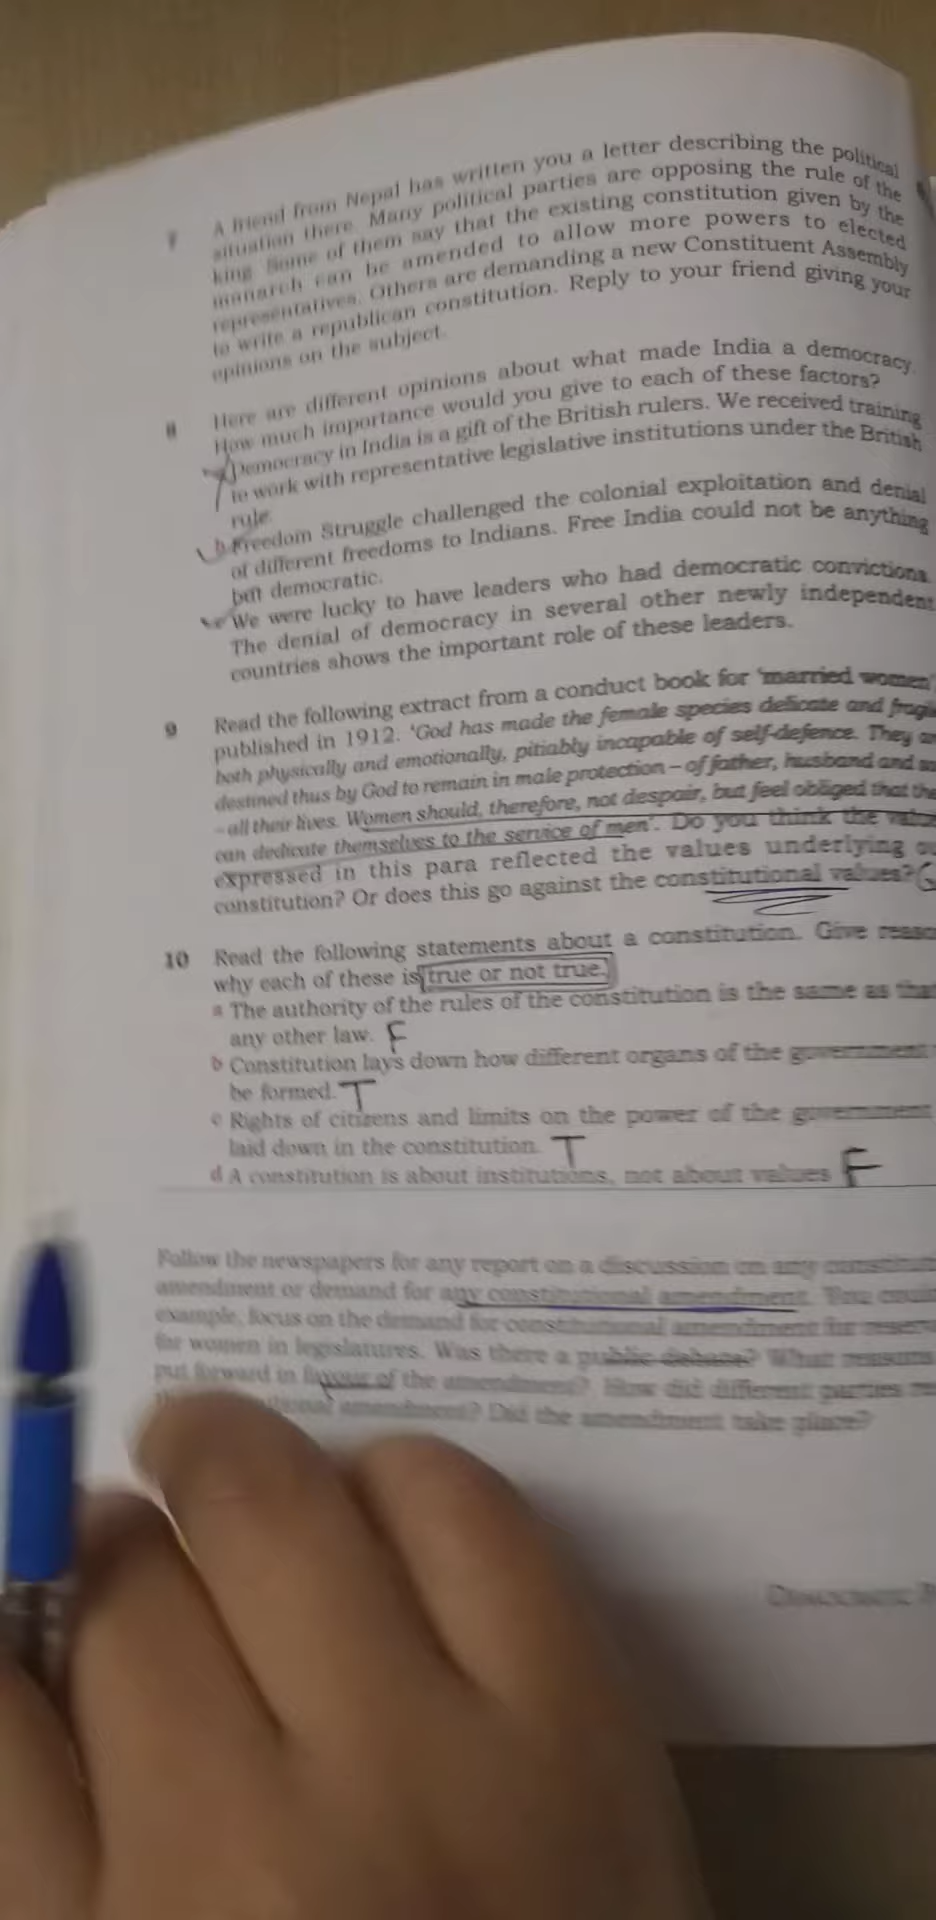 7 A friend from Nepal has written you a letter describing the political
situation there. Many political parties are opposing the rule of the
king. Some of them say that the existing constitution given by the
monarch can be amended to allow more powers to elected
representatives. Others are demanding a new Constituent Assembly
to write a republican constitution. Reply to your friend giving your
opinions on the subject.
8 Here are different opinions about what made India a democracy.
How much importance would you give to each of these factors?
Democracy in India is a gift of the British rulers. We received training
to work with representative legislative institutions under the British
rule.
b Freedom Struggle challenged the colonial exploitation and denial
of different freedoms to Indians. Free India could not be anything
but democratic.
c We were lucky to have leaders who had democratic convictions.
The denial of democracy in several other newly independent
countries shows the important role of these leaders.
9 Read the following extract from a conduct book for ‘married women’
published in 1912. ‘God has made the female species delicate and fragile
both physically and emotionally, pitiably incapable of self-defence. They
destined thus by God to remain in male protection – of father, husband and
– all their lives. Women should, therefore, not despair, but feel obliged that
can dedicate themselves to the service of men’. Do you think the
expressed in this para reflected the values underlying
constitution? Or does this go against the constitutional values?
10 Read the following statements about a constitution. Give
why each of these is true or not true.
a The authority of the rules of the constitution is the same as
any other law. F
b Constitution lays down how different organs of the government
be formed. T
c Rights of citizens and limits on the power of the government
laid down in the constitution. T
d A constitution is about institutions, not about values F
Follow the newspapers for any report on a discussion on any
amendment or demand for any constitutional amendment. You
example, focus on the demand for constitutional amendment for
for women in legislatures. Was there a public debate? What reasons
put forward in favour of the amendment? How did different parties
amendment? Did the amendment take place?